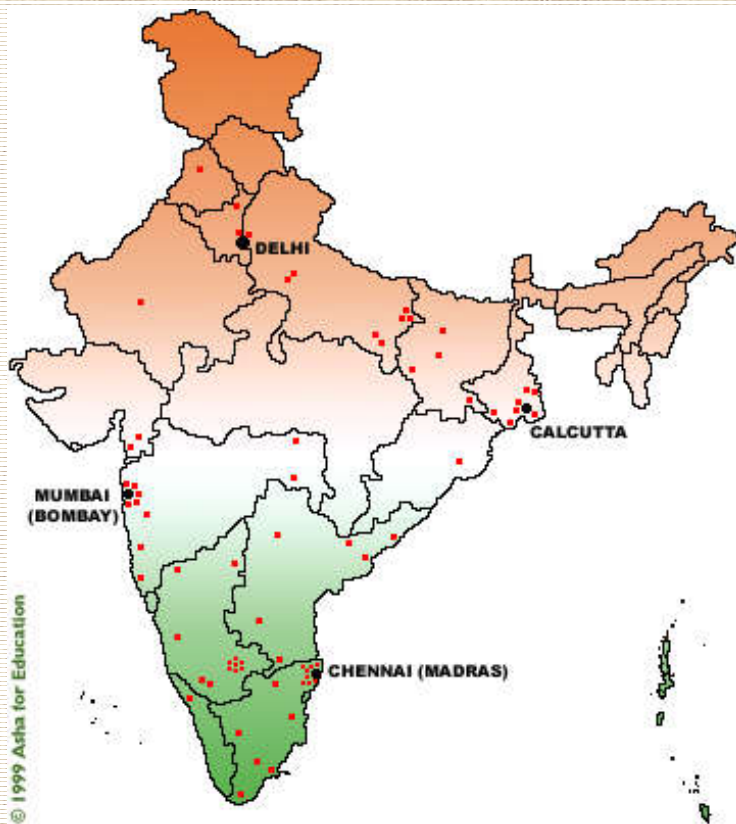 DELHI
CALCUTTA
MUMBAI
(BOMBAY)
CHENNAI (MADRAS)
© 1999 Asha for Education